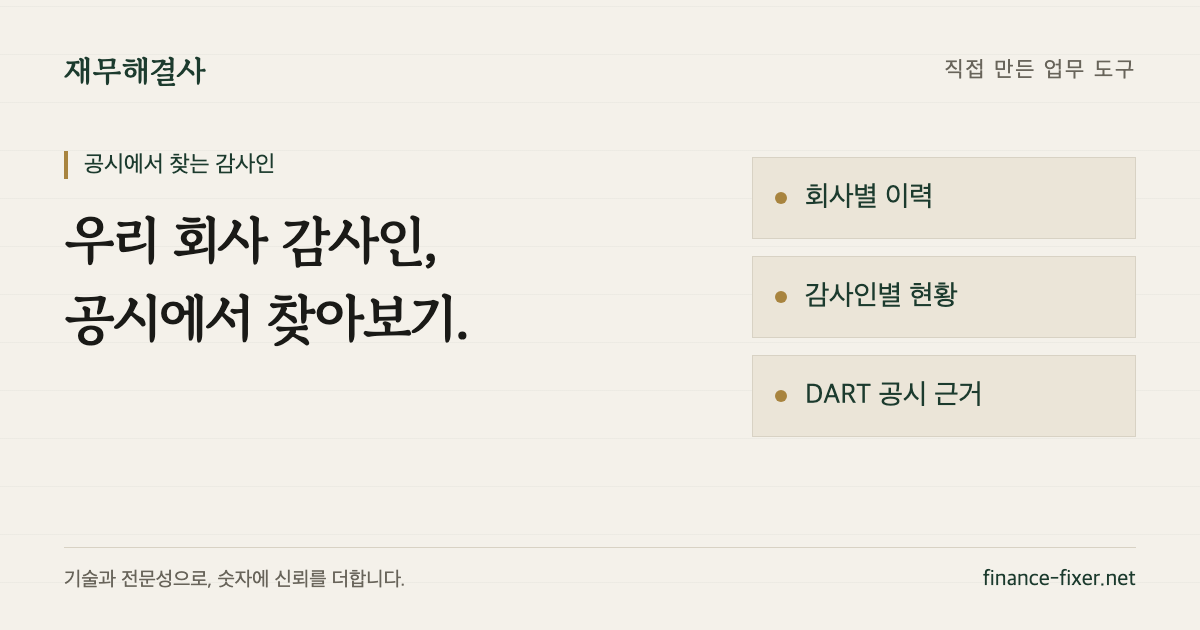 재무해결사
직접 만든 업무 도구
공시에서 찾는 감사인
우리 회사 감사인,
공시에서 찾아보기.
회사별 이력
감사인별 현황
DART 공시 근거
기술과 전문성으로, 숫자에 신뢰를 더합니다.
finance-fixer.net